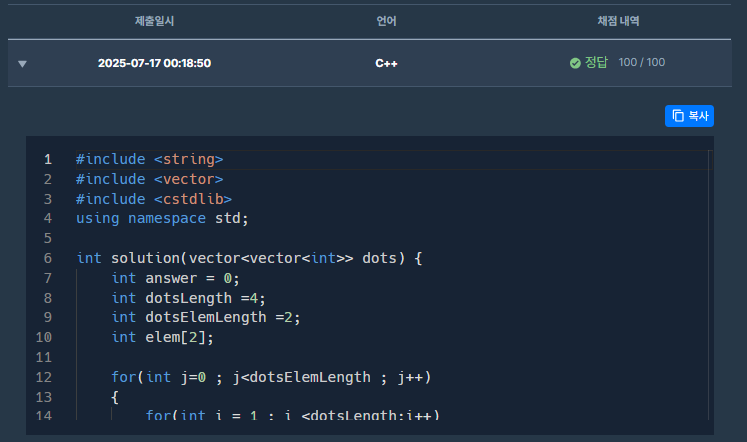 제출일시 언어 채점 내역
▼ 2025-07-17 00:18:50 C++ 정답 100 / 100
복사
1 #include <string>
2 #include <vector>
3 #include <cstdlib>
4 using namespace std;
5
6 int solution(vector<vector<int>> dots) {
7 int answer = 0;
8 int dotsLength =4;
9 int dotsElemLength =2;
10 int elem[2];
11
12 for(int j=0 ; j<dotsElemLength ; j++)
13 {
14 for(int i = 1 ; i <dotsLength;i++)